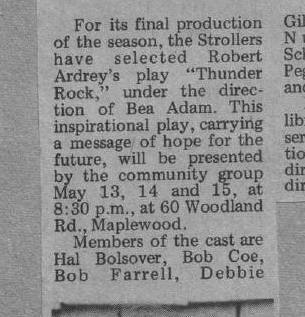 For its final production
of the season, the Strollers
have selected Robert
Ardrey's play "Thunder
Rock," under the direc-
tion of Bea Adam. This
inspirational play, carrying
a message of hope for the
future, will be presented
by the community group
May 13, 14 and 15, at
8:30 p.m., at 60 Woodland
Rd., Maplewood.
Members of the cast are
Hal Bolsover, Bob Coe,
Bob Farrell, Debbie